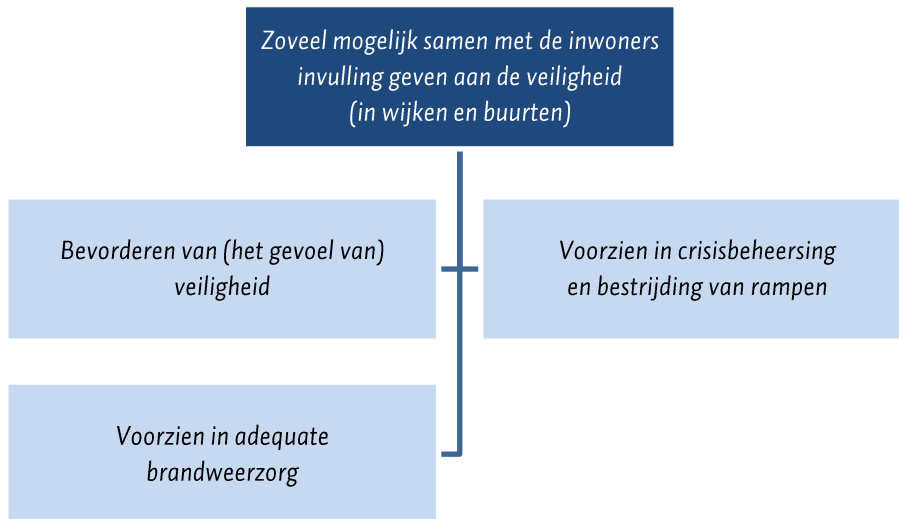 Zoveel mogelijk samen met de inwoners
invulling geven aan de veiligheid
(in wijken en buurten)
Bevorderen van (het gevoel van)
veiligheid
Voorzien in crisisbeheersing
en bestrijding van rampen
Voorzien in adequate
brandweerzorg